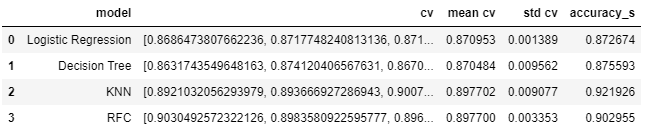 model cv mean cv std cv accuracy_s
0 Logistic Regression [0.8686473807662236, 0.8717748240813136, 0.871... 0.870953 0.001389 0.872674
1 Decision Tree [0.8631743549648163, 0.874120406567631, 0.8670... 0.870484 0.009562 0.875593
2 KNN [0.8921032056293979, 0.893666927286943, 0.9007... 0.897702 0.009077 0.921926
3 RFC [0.9030492572322126, 0.8983580922595777, 0.896... 0.897700 0.003353 0.902955